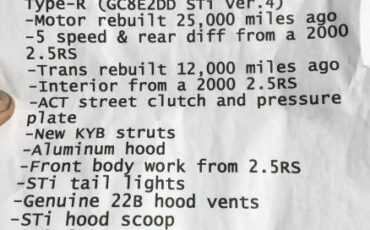 Type-R (GC8E2DD STi ver.4)
-Motor rebuilt 25,000 miles ago
-5 speed & rear diff from a 2000
2.5RS
-Trans rebuilt 12,000 miles ago
-Interior from a 2000 2.5RS
-ACT street clutch and pressure
plate
-New KYB struts
-Aluminum hood
-Front body work from 2.5RS
-STi tail lights
-Genuine 22B hood vents
-STi hood scoop